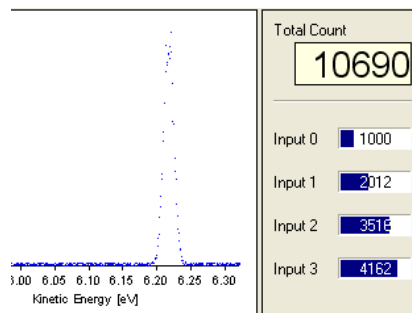 Total Count
10690
Input 0 1000
Input 1 2012
Input 2 3516
Input 3 4162
6.05 6.10 6.15 6.20 6.25 6.30
Kinetic Energy [eV]